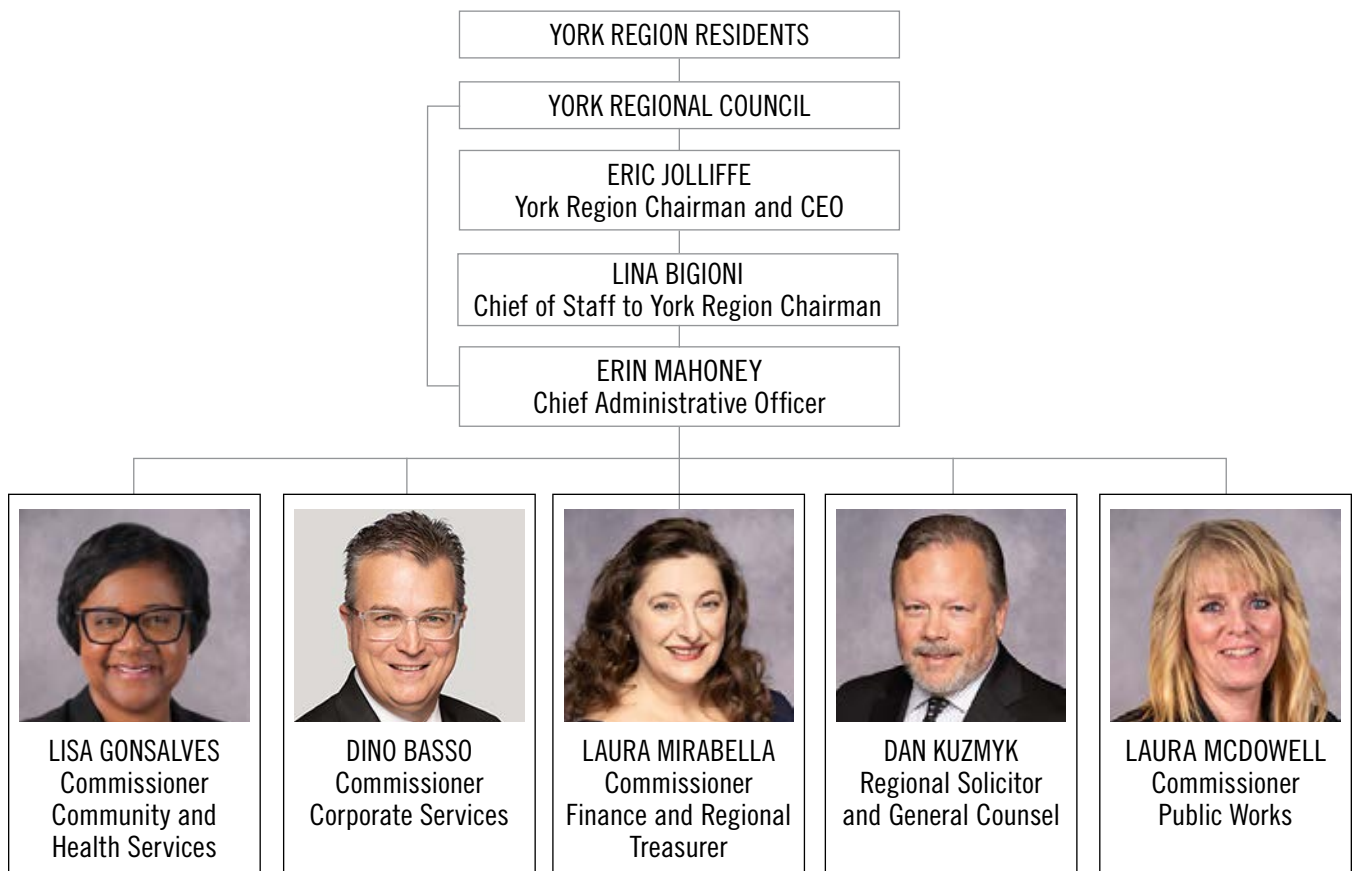 YORK REGION RESIDENTS
YORK REGIONAL COUNCIL
ERIC JOLLIFFE
York Region Chairman and CEO
LINA BIGIONI
Chief of Staff to York Region Chairman
ERIN MAHONEY
Chief Administrative Officer
LISA GONSALVES
Commissioner
Community and
Health Services
DINO BASSO
Commissioner
Corporate Services
LAURA MIRABELLA
Commissioner
Finance and Regional
Treasurer
DAN KUZMYK
Regional Solicitor
and General Counsel
LAURA MCDOWELL
Commissioner
Public Works